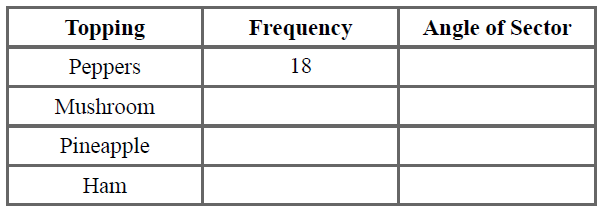 Topping Frequency Angle of Sector
Peppers 18
Mushroom
Pineapple
Ham